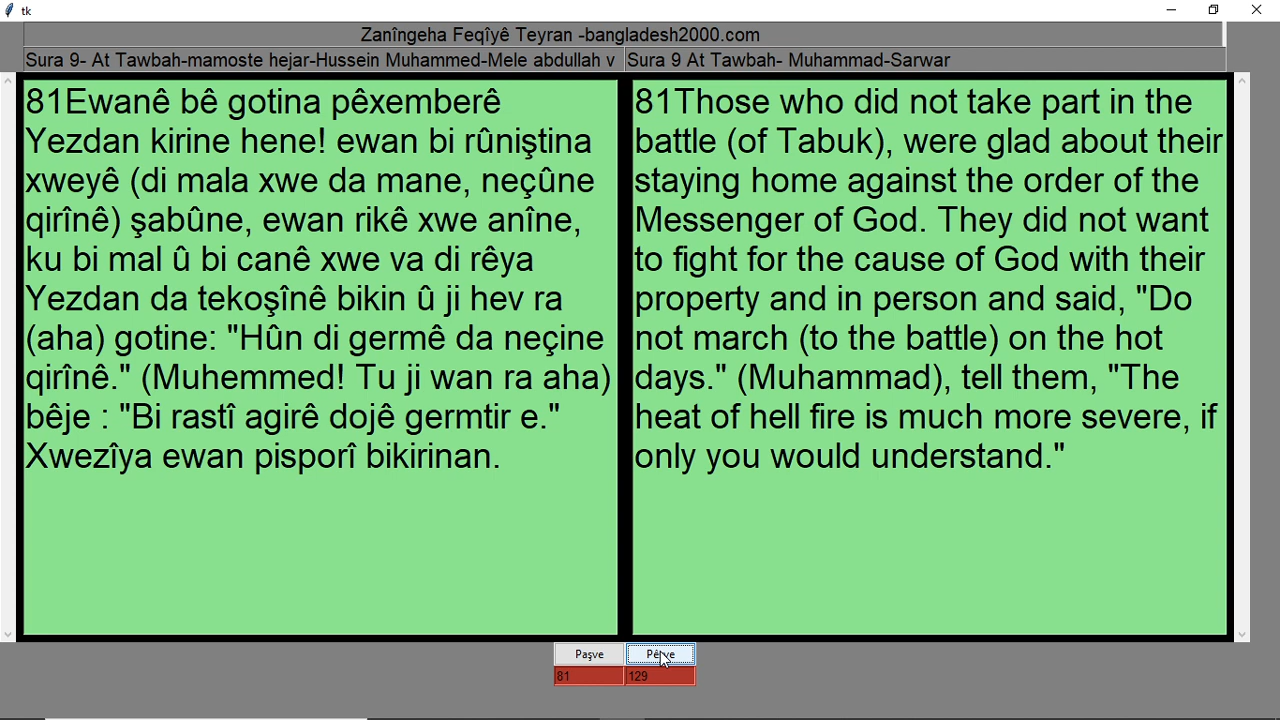 tk
Zanîngeha Feqîyê Teyran -bangladesh2000.com
Sura 9- At Tawbah-mamoste hejar-Hussein Muhammed-Mele abdullah v
Sura 9 At Tawbah- Muhammad-Sarwar
81Ewanê bê gotina pêxemberê
Yezdan kirine hene! ewan bi rûniştina
xweyê (di mala xwe da mane, neçûne
qirînê) şabûne, ewan rikê xwe anîne,
ku bi mal û bi canê xwe va di rêya
Yezdan da tekoşînê bikin û ji hev ra
(aha) gotine: "Hûn di germê da neçine
qirînê." (Muhemmed! Tu ji wan ra aha)
bêje : "Bi rastî agirê dojê germtir e."
Xwezîya ewan pisporî bikirinan.
81Those who did not take part in the
battle (of Tabuk), were glad about their
staying home against the order of the
Messenger of God. They did not want
to fight for the cause of God with their
property and in person and said, "Do
not march (to the battle) on the hot
days." (Muhammad), tell them, "The
heat of hell fire is much more severe, if
only you would understand."
Paşve
81
129